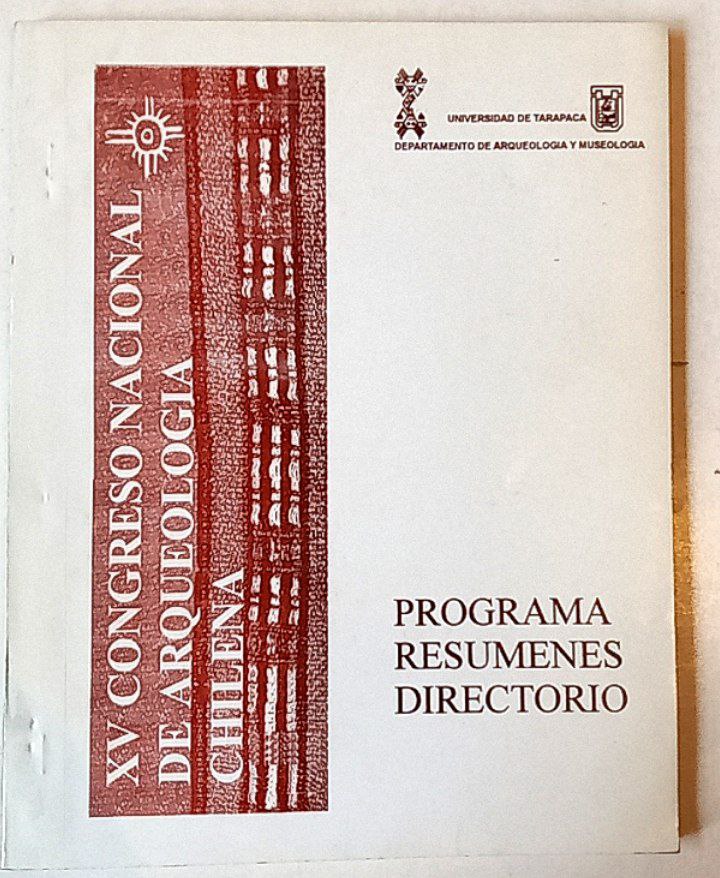 XV CONGRESO NACIONAL
DE ARQUEOLOGIA
CHILENA
UNIVERSIDAD DE TARAPACA
DEPARTAMENTO DE ARQUEOLOGIA Y MUSEOLOGIA
PROGRAMA
RESUMENES
DIRECTORIO